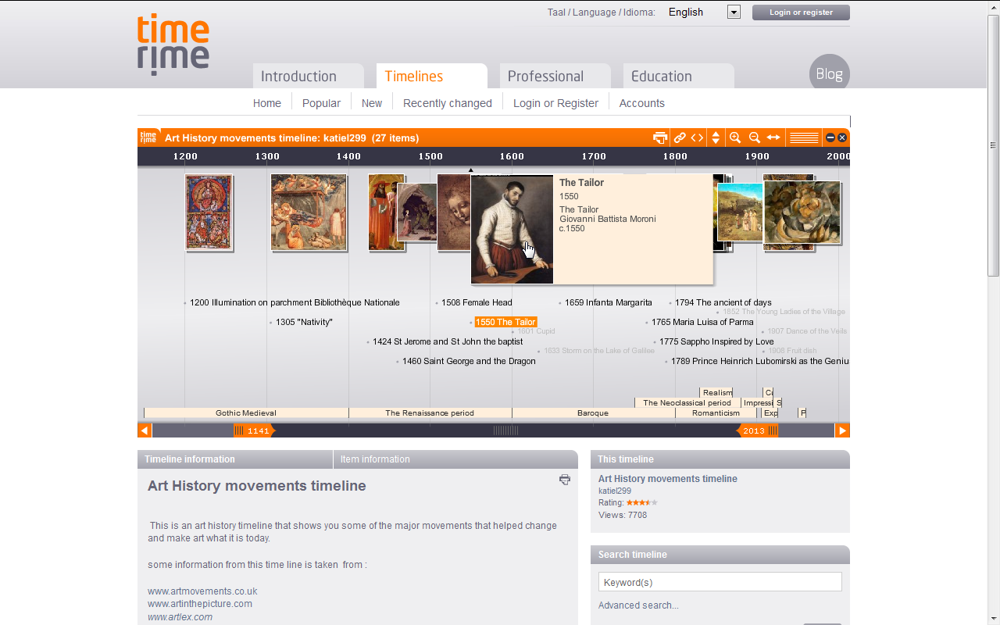 Taal / Language / Idioma: English Login or register
time
rime
Introduction Timelines Professional Education Blog
Home Popular New Recently changed Login or Register Accounts
time
rime
Art History movements timeline: katiel299 (27 items)
1200 1300 1400 1500 1600 1700 1800 1900 2000
The Tailor
1550
The Tailor
Giovanni Battista Moroni
c.1550
1200 Illumination on parchment Bibliothèque Nationale 1508 Female Head 1659 Infanta Margarita 1794 The ancient of days
1852 The Young Ladies of the Village
1305 "Nativity" 1550 The Tailor 1765 Maria Luisa of Parma
1601 Cupid 1907 Dance of the Veils
1424 St Jerome and St John the baptist 1775 Sappho Inspired by Love
1633 Storm on the Lake of Galilee 1908 Fruit dish
1460 Saint George and the Dragon 1789 Prince Heinrich Lubomirski as the Geniu
Realism
The Neoclassical period Impressi S
Gothic Medieval The Renaissance period Baroque Romanticism Exp F
1141 2013
Timeline information Item information
Art History movements timeline
This is an art history timeline that shows you some of the major movements that helped change
and make art what it is today.
some information from this time line is taken from :
www.artmovements.co.uk
www.artinthepicture.com
www.artlex.com
This timeline
Art History movements timeline
katiel299
Rating:
Views: 7708
Search timeline
Keyword(s)
Advanced search...